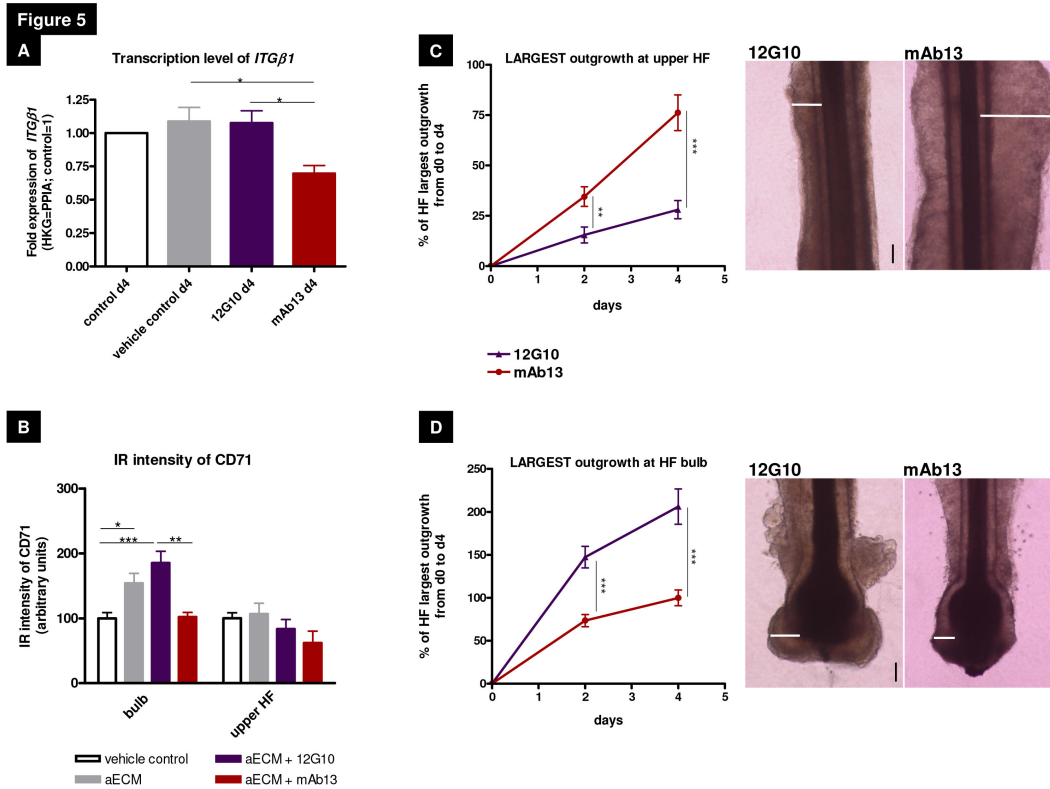 Figure 5
A
Transcription level of ITGβ1
*
*
Fold expression of ITGβ1
(HKG=PPIA; control=1)
1.25
1.00
0.75
0.50
0.25
0.00
control d4
vehicle control d4
12G10 d4
mAb13 d4
C
LARGEST outgrowth at upper HF
% of HF largest outgrowth
from d0 to d4
100
75
50
25
0
**
***
0 1 2 3 4 5
days
12G10
mAb13
12G10
mAb13
B
IR intensity of CD71
IR intensity of CD71
(arbitrary units)
300
200
100
0
*
***
**
bulb
upper HF
vehicle control
aECM
aECM + 12G10
aECM + mAb13
D
LARGEST outgrowth at HF bulb
% of HF largest outgrowth
from d0 to d4
250
200
150
100
50
0
***
***
0 1 2 3 4 5
days
12G10
mAb13